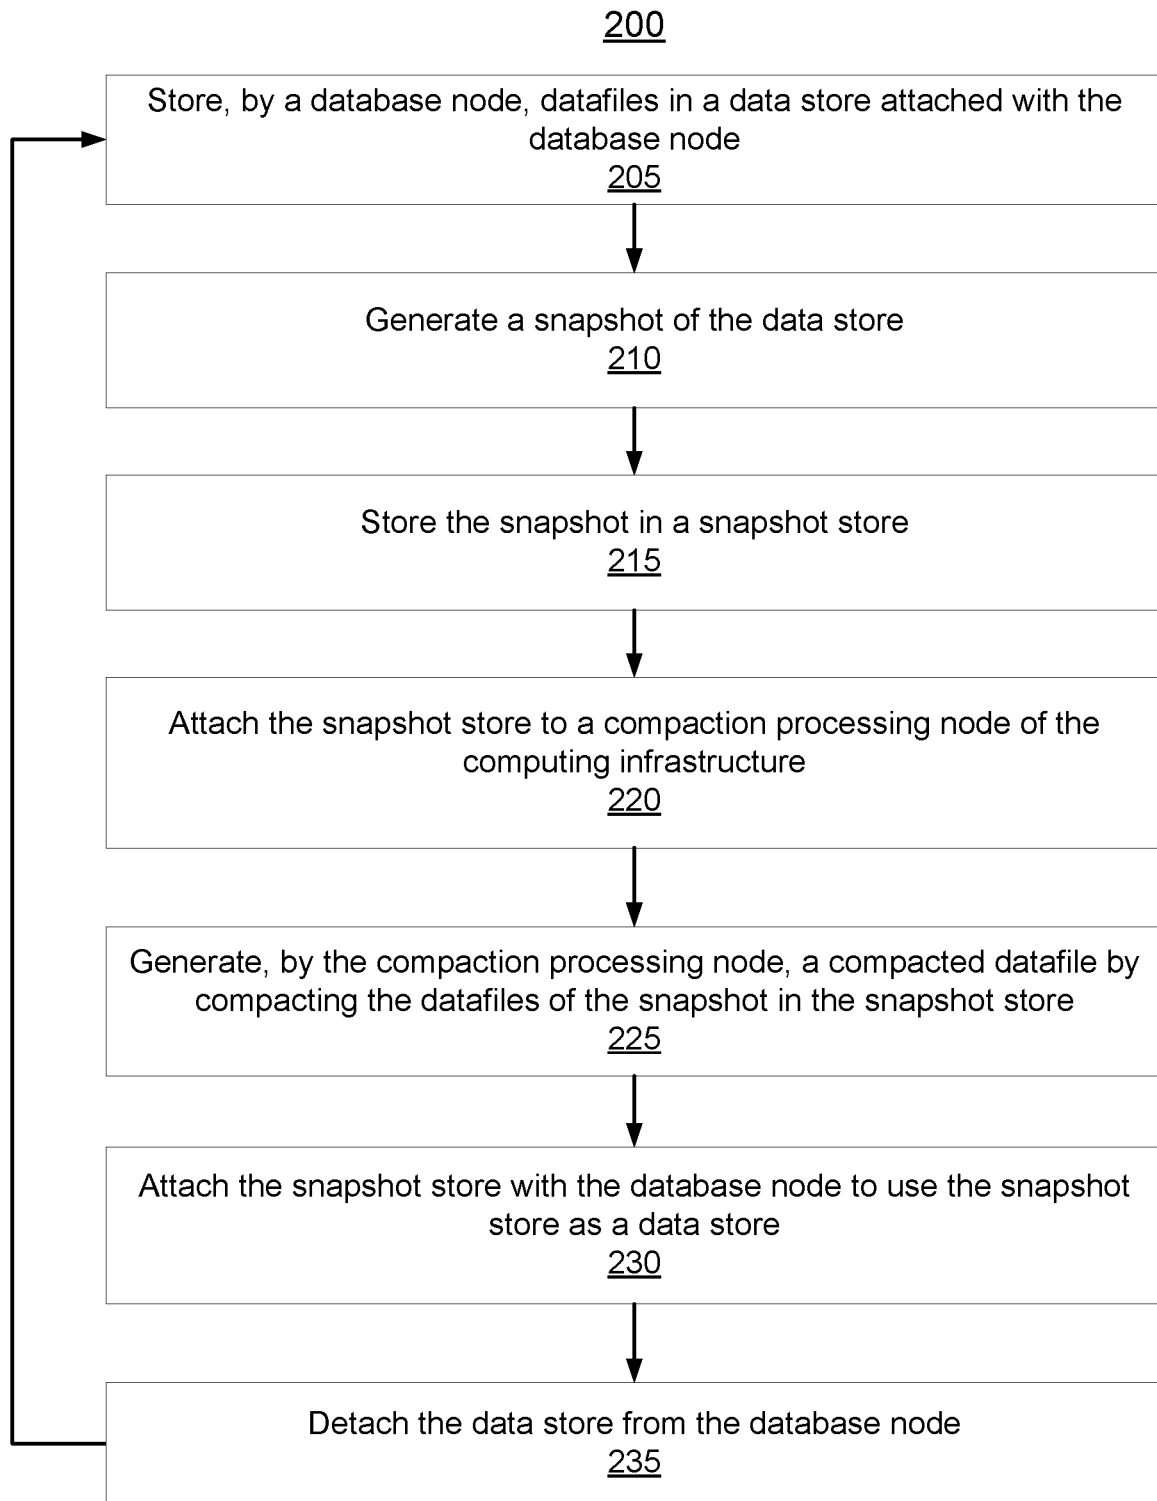 200
Store, by a database node, datafiles in a data store attached with the
database node
205
Generate a snapshot of the data store
210
Store the snapshot in a snapshot store
215
Attach the snapshot store to a compaction processing node of the
computing infrastructure
220
Generate, by the compaction processing node, a compacted datafile by
compacting the datafiles of the snapshot in the snapshot store
225
Attach the snapshot store with the database node to use the snapshot
store as a data store
230
Detach the data store from the database node
235